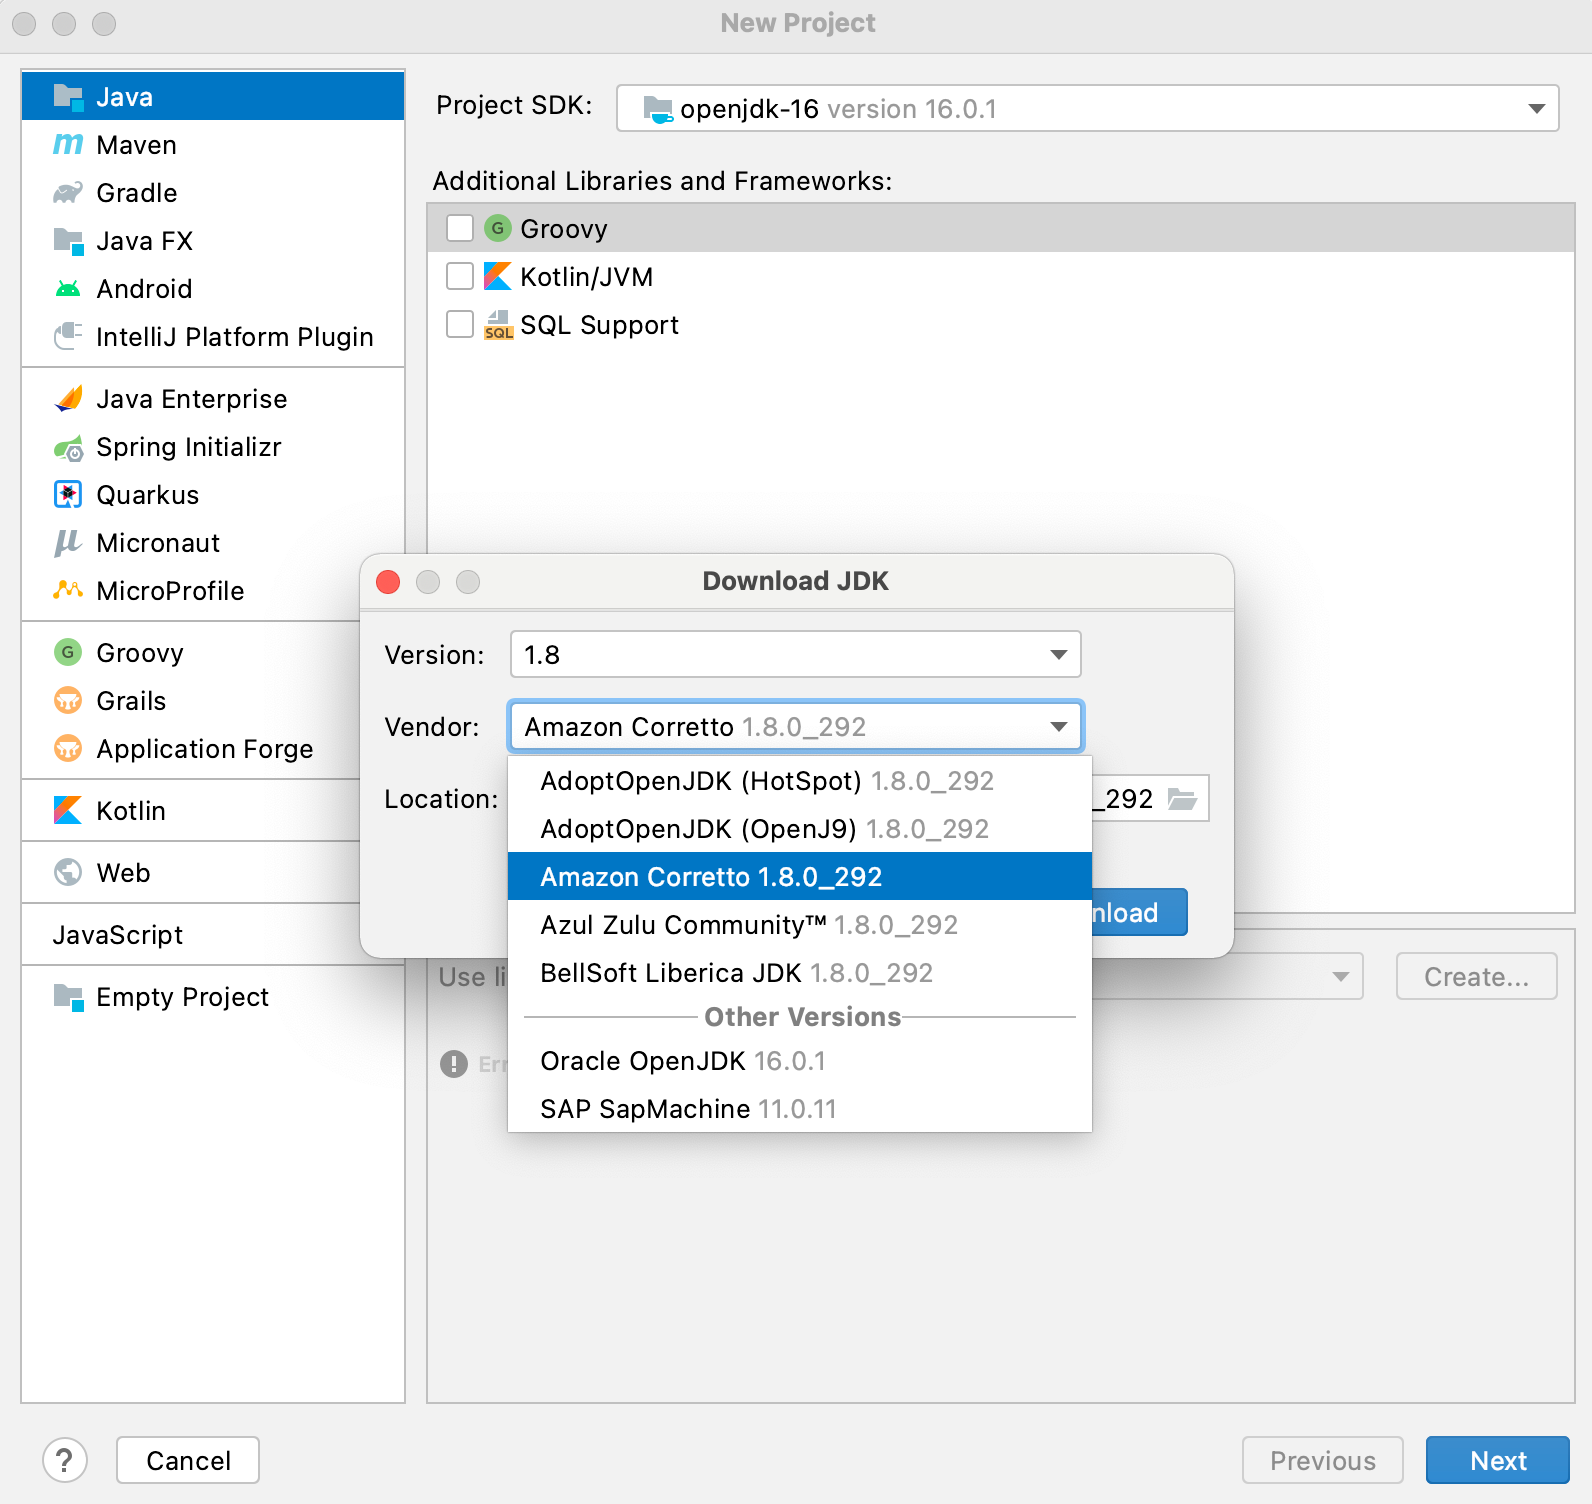 New Project
Java
Maven
Gradle
Java FX
Android
IntelliJ Platform Plugin
Java Enterprise
Spring Initializr
Quarkus
Micronaut
MicroProfile
G Groovy
Grails
Application Forge
Kotlin
Web
JavaScript
Empty Project
Project SDK: openjdk-16 version 16.0.1
Additional Libraries and Frameworks:
G Groovy
Kotlin/JVM
SQL SQL Support
Download JDK
Version: 1.8
Vendor: Amazon Corretto 1.8.0_292
Location: _292
AdoptOpenJDK (HotSpot) 1.8.0_292
AdoptOpenJDK (OpenJ9) 1.8.0_292
Amazon Corretto 1.8.0_292
Azul Zulu Community™ 1.8.0_292
BellSoft Liberica JDK 1.8.0_292
Other Versions
Oracle OpenJDK 16.0.1
SAP SapMachine 11.0.11
nload
Use li
Create...
Err
? Cancel Previous Next